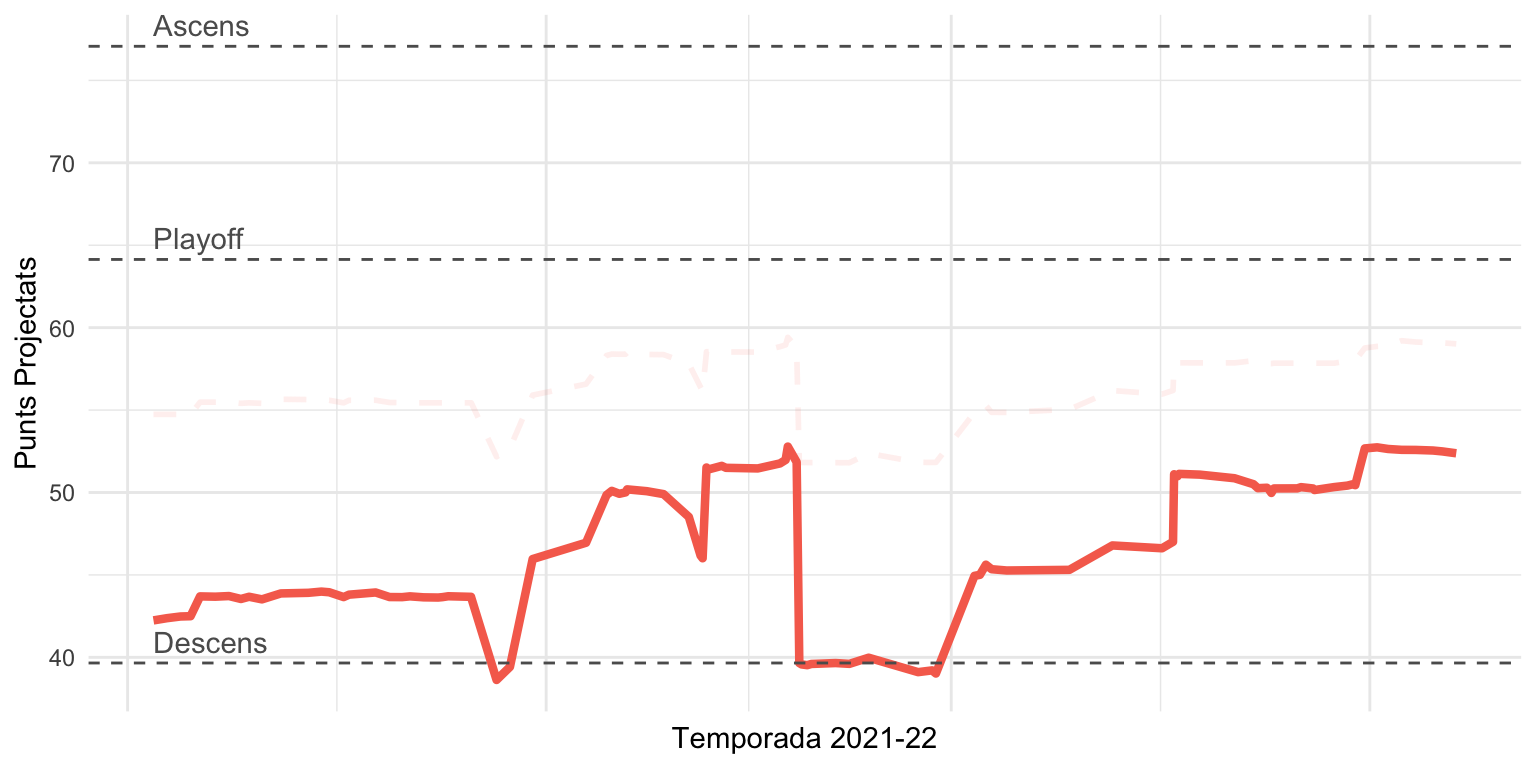 Ascens
70
Playoff
Punts Projectats
60
50
Descens
40
Temporada 2021-22